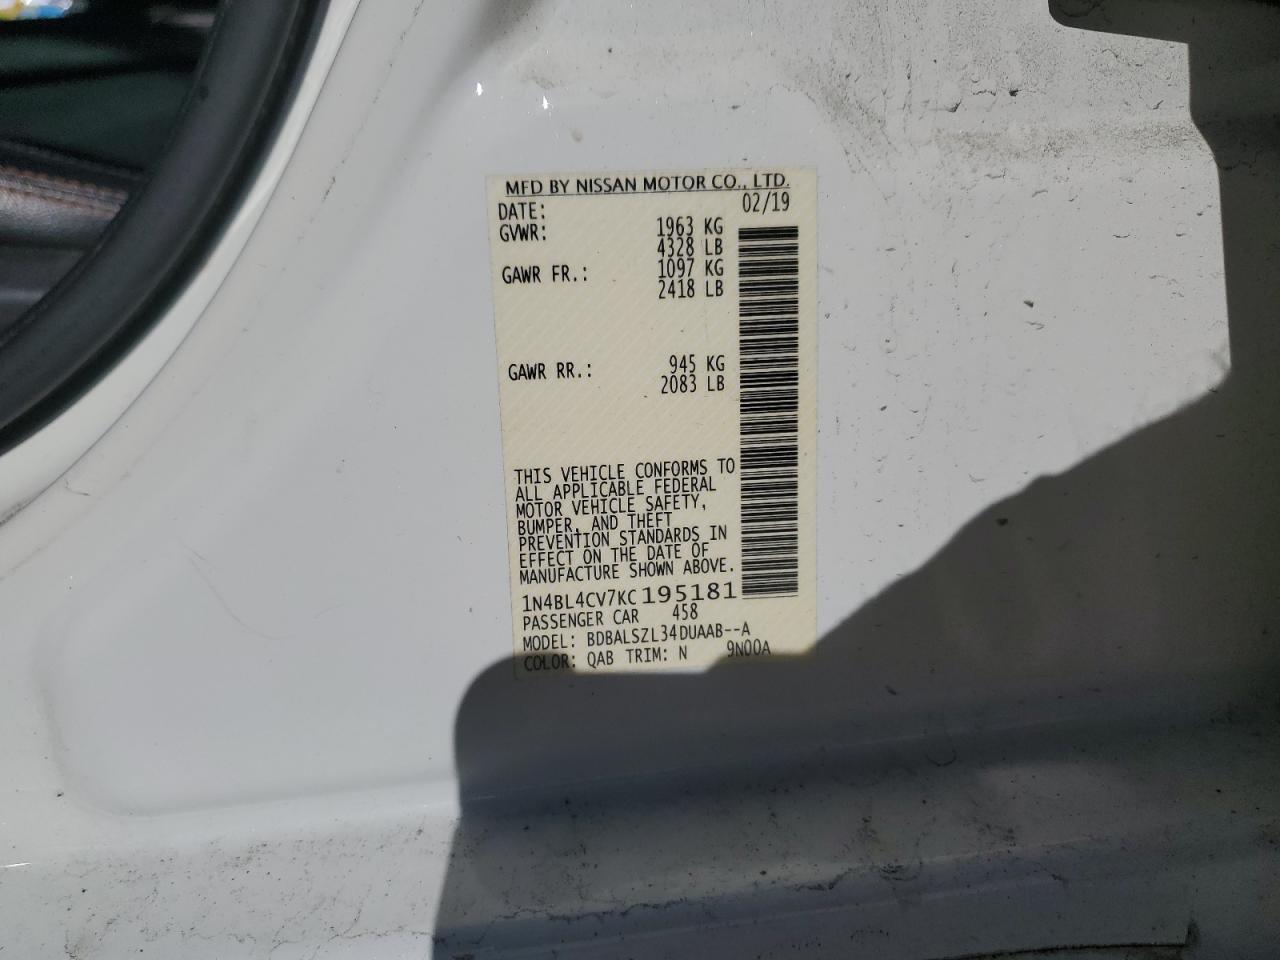 MFD BY NISSAN MOTOR CO., LTD.
DATE: 02/19
GVWR: 1963 KG
4328 LB
GAWR FR.: 1097 KG
2418 LB
GAWR RR.: 945 KG
2083 LB
THIS VEHICLE CONFORMS TO
ALL APPLICABLE FEDERAL
MOTOR VEHICLE SAFETY,
BUMPER, AND THEFT
PREVENTION STANDARDS IN
EFFECT ON THE DATE OF
MANUFACTURE SHOWN ABOVE.
1N4BL4CV7KC195181
PASSENGER CAR 458
MODEL: BDBALSZL34DUAAB--A
COLOR: QAB TRIM: N 9N00A